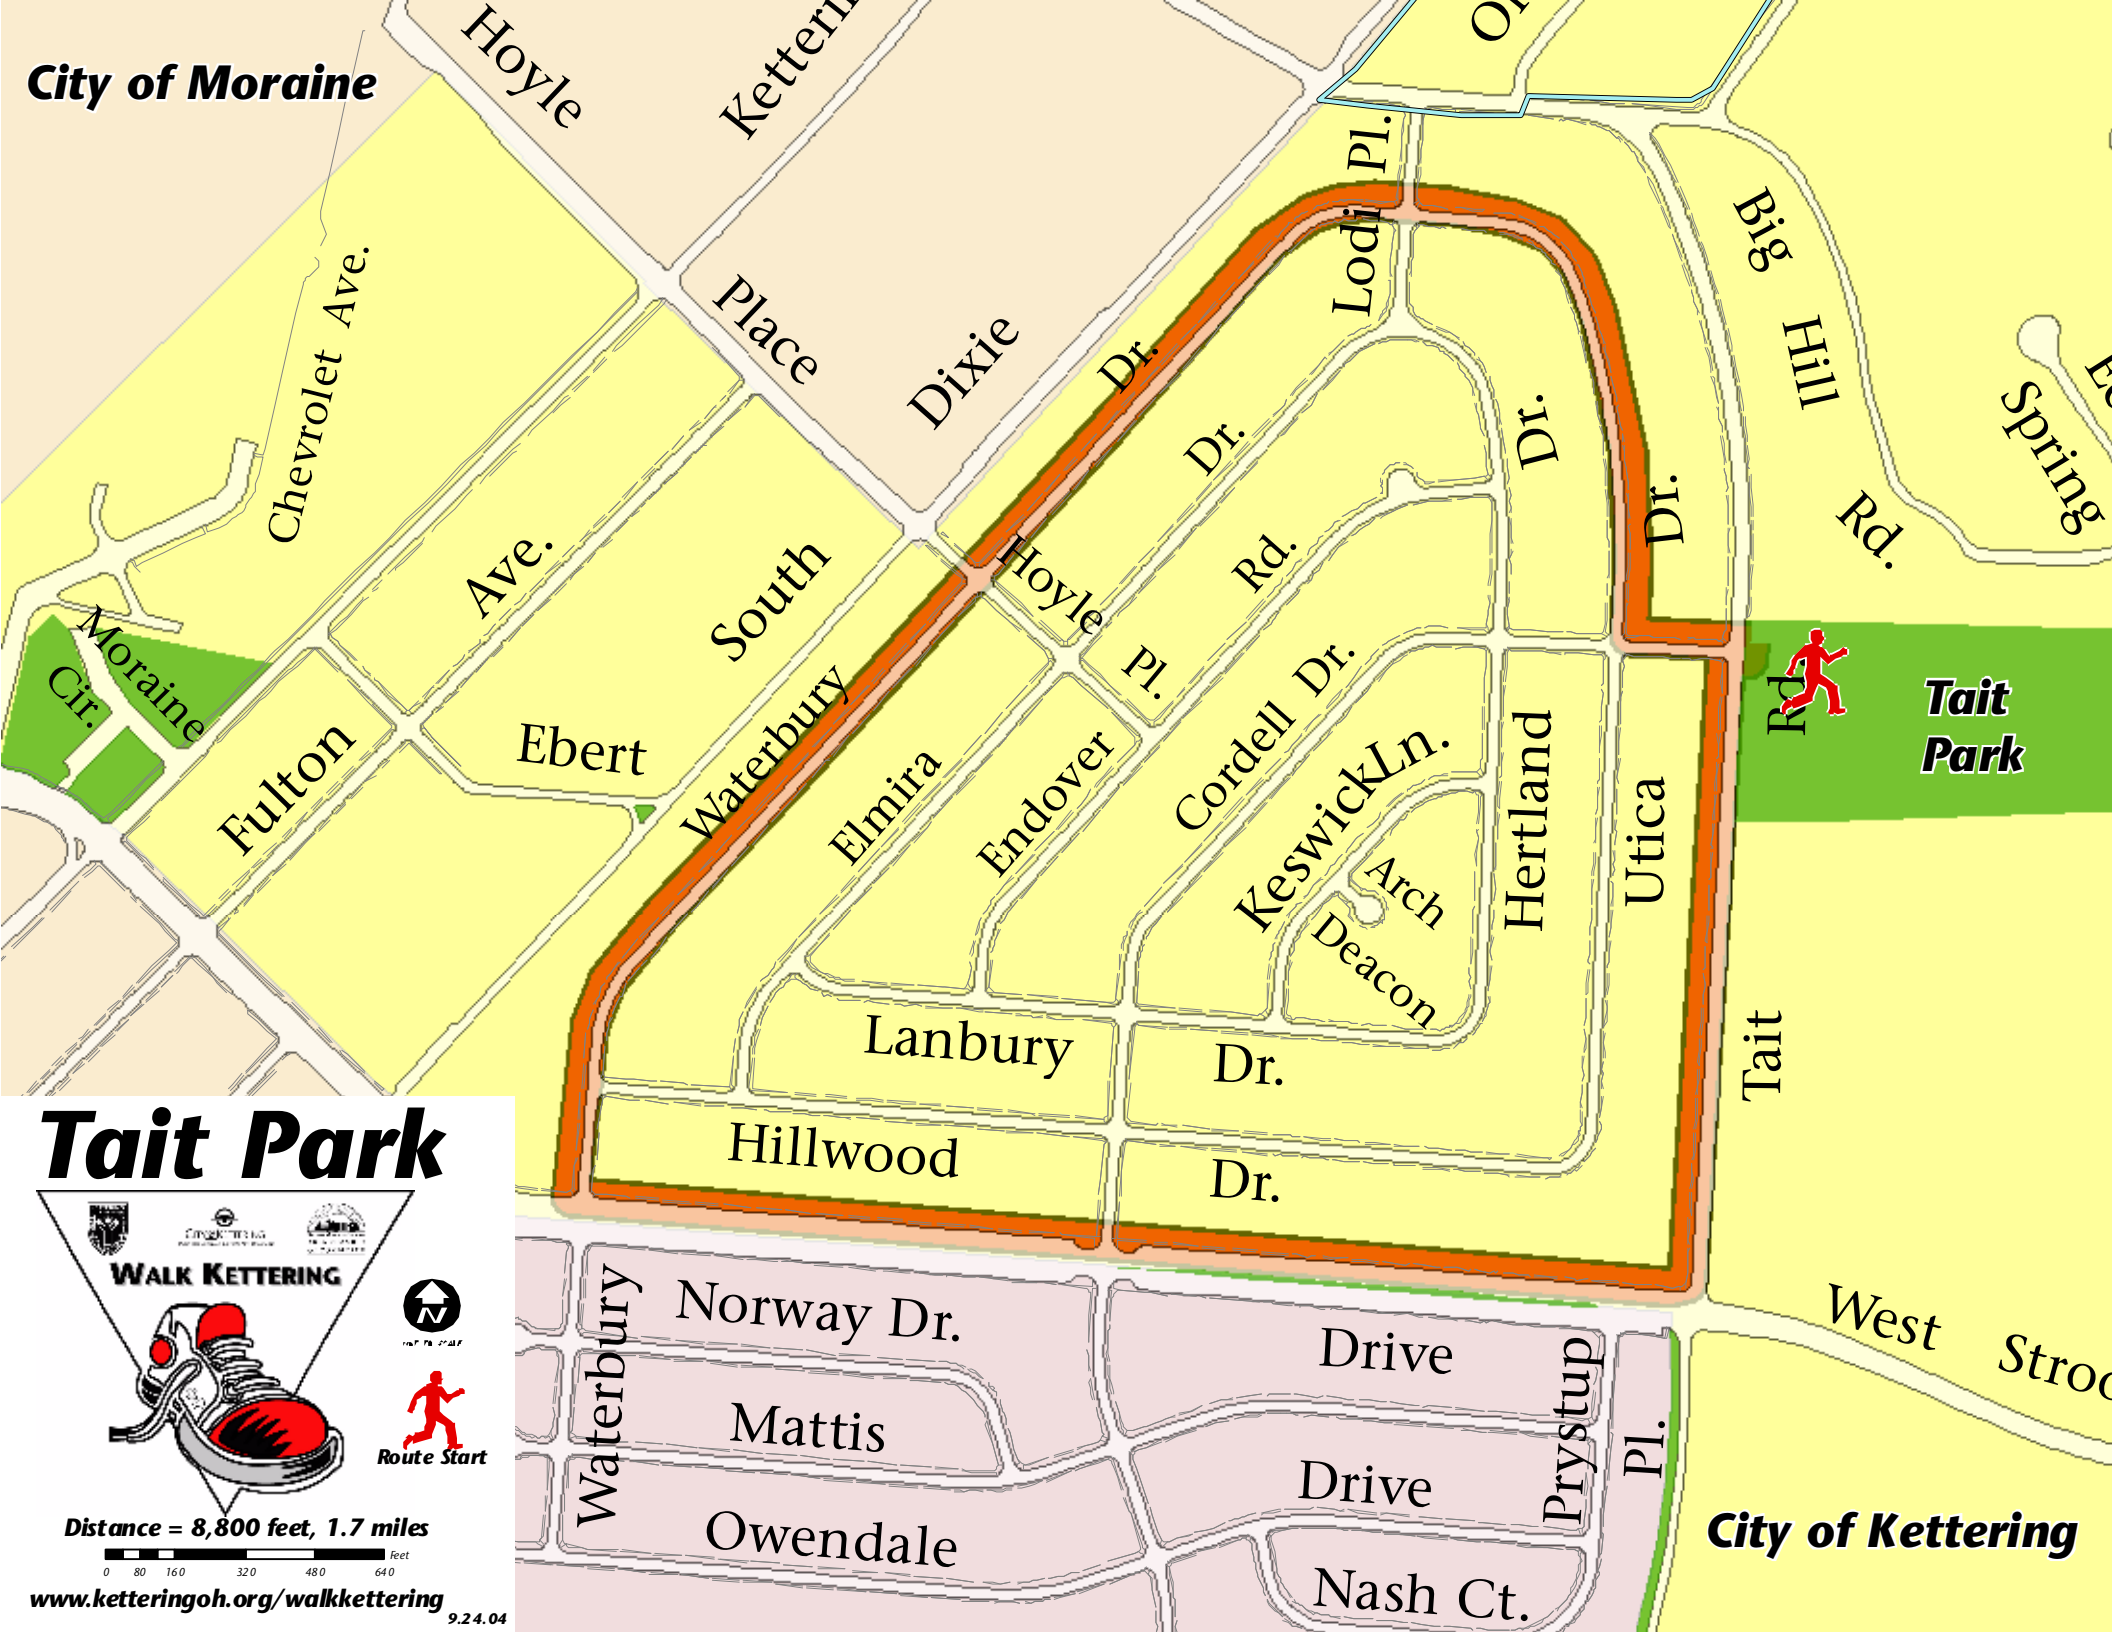 City of Moraine
Hoyle
Place
Dixie
Dr.
Lodi Pl.
Big
Hill
Rd.
Spring
Chevrolet Ave.
Ave.
South
Hoyle
Pl.
Dr.
Rd.
Dr.
Dr.
Dr.
Moraine
Cir.
Fulton
Ebert
Waterbury
Elmira
Endover
Cordell
Keswick Ln.
Arch
Deacon
Hertland
Utica
Rd.
Tait
Park
Tait
Lanbury
Dr.
Hillwood
Dr.
Waterbury
Norway Dr.
Drive
Mattis
Drive
Owendale
Nash Ct.
Prystup
Pl.
West
City of Kettering
Tait Park
CITY OF KETTERING
WALK KETTERING
N
Route Start
Distance = 8,800 feet, 1.7 miles
Feet
0 80 160 320 480 640
www.ketteringoh.org/walkkettering
9.24.04